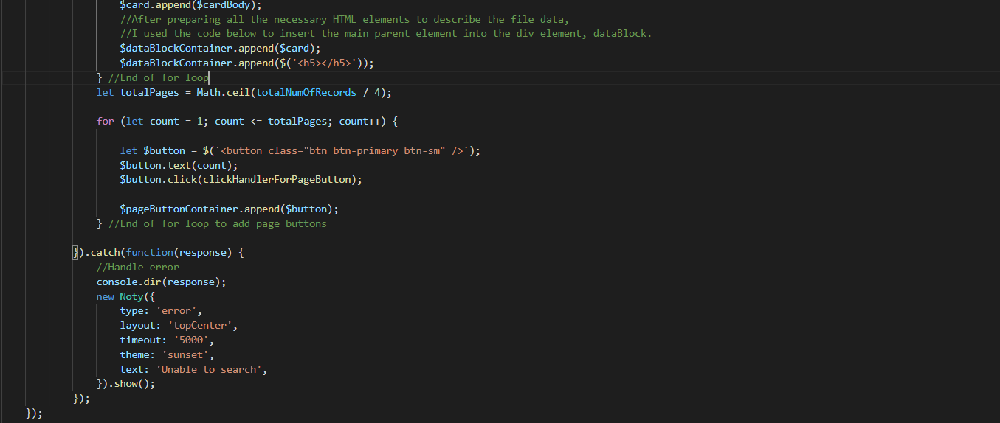 $card.append($cardBody);
//After preparing all the necessary HTML elements to describe the file data,
//I used the code below to insert the main parent element into the div element, dataBlock.
$dataBlockContainer.append($card);
$dataBlockContainer.append($('<h5></h5>'));
} //End of for loop
let totalPages = Math.ceil(totalNumOfRecords / 4);
for (let count = 1; count <= totalPages; count++) {
let $button = $(`<button class="btn btn-primary btn-sm" />`);
$button.text(count);
$button.click(clickHandlerForPageButton);
$pageButtonContainer.append($button);
} //End of for loop to add page buttons
}).catch(function(response) {
//Handle error
console.dir(response);
new Noty({
type: 'error',
layout: 'topCenter',
timeout: '5000',
theme: 'sunset',
text: 'Unable to search',
}).show();
});
});